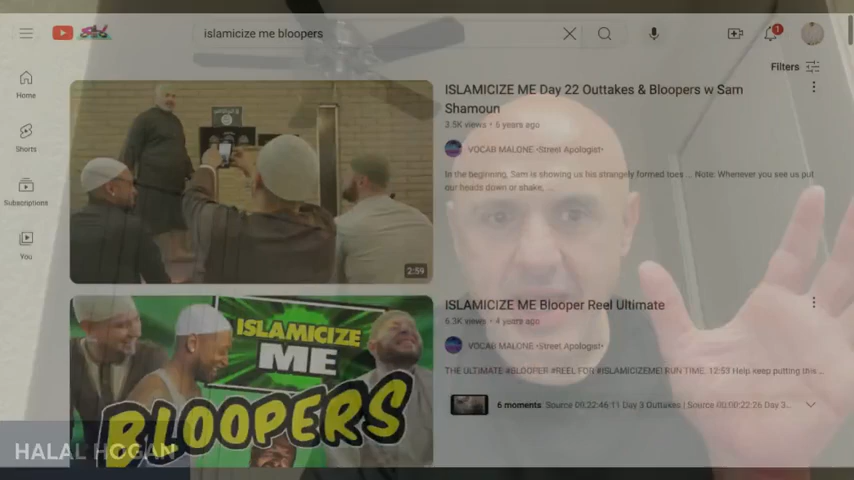 islamicize me bloopers
1
Filters
Home
ISLAMICIZE ME Day 22 Outtakes & Bloopers w Sam
Shamoun
3.5K views • 6 years ago
Shorts
VOCAB MALONE •Street Apologist•
In the beginning, Sam is showing us his strangely formed toes ... Note: Whenever you see us put
our heads down or shake, ...
Subscriptions
You
2:59
ISLAMICIZE ME Blooper Reel Ultimate
6.3K views • 4 years ago
ISLAMICIZE
ME
VOCAB MALONE •Street Apologist•
THE ULTIMATE #BLOOPER #REEL FOR #ISLAMICIZEME! RUN TIME: 12:53 Help keep putting this ...
6 moments: Source 00:22:46:11 Day 3 Outtakes | Source 00:00:22:26 Day 3...
BLOOPERS
HALAL HOGAN